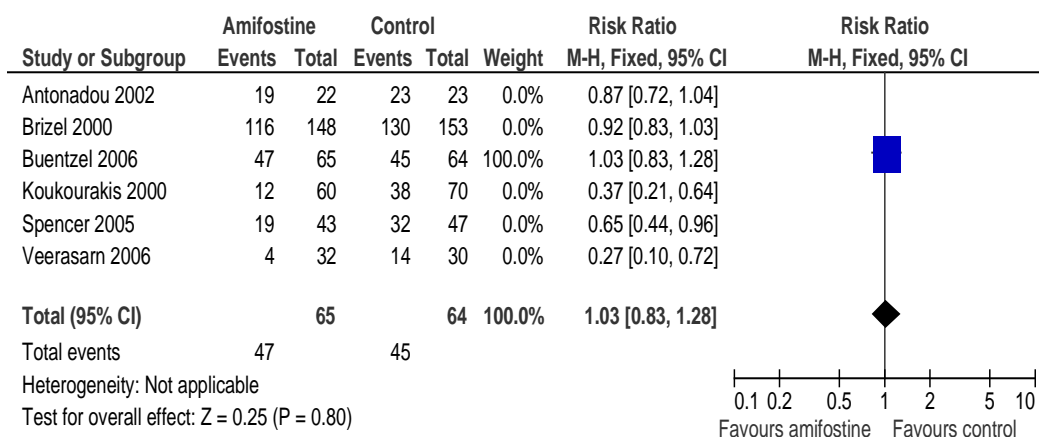 Amifostine Control Risk Ratio Risk Ratio
Study or Subgroup Events Total Events Total Weight M-H, Fixed, 95% CI M-H, Fixed, 95% CI
Antonadou 2002 19 22 23 23 0.0% 0.87 [0.72, 1.04]
Brizel 2000 116 148 130 153 0.0% 0.92 [0.83, 1.03]
Buentzel 2006 47 65 45 64 100.0% 1.03 [0.83, 1.28]
Koukourakis 2000 12 60 38 70 0.0% 0.37 [0.21, 0.64]
Spencer 2005 19 43 32 47 0.0% 0.65 [0.44, 0.96]
Veerasarn 2006 4 32 14 30 0.0% 0.27 [0.10, 0.72]
Total (95% CI) 65 64 100.0% 1.03 [0.83, 1.28]
Total events 47 45
Heterogeneity: Not applicable
Test for overall effect: Z = 0.25 (P = 0.80)
0.1 0.2 0.5 1 2 5 10
Favours amifostine Favours control